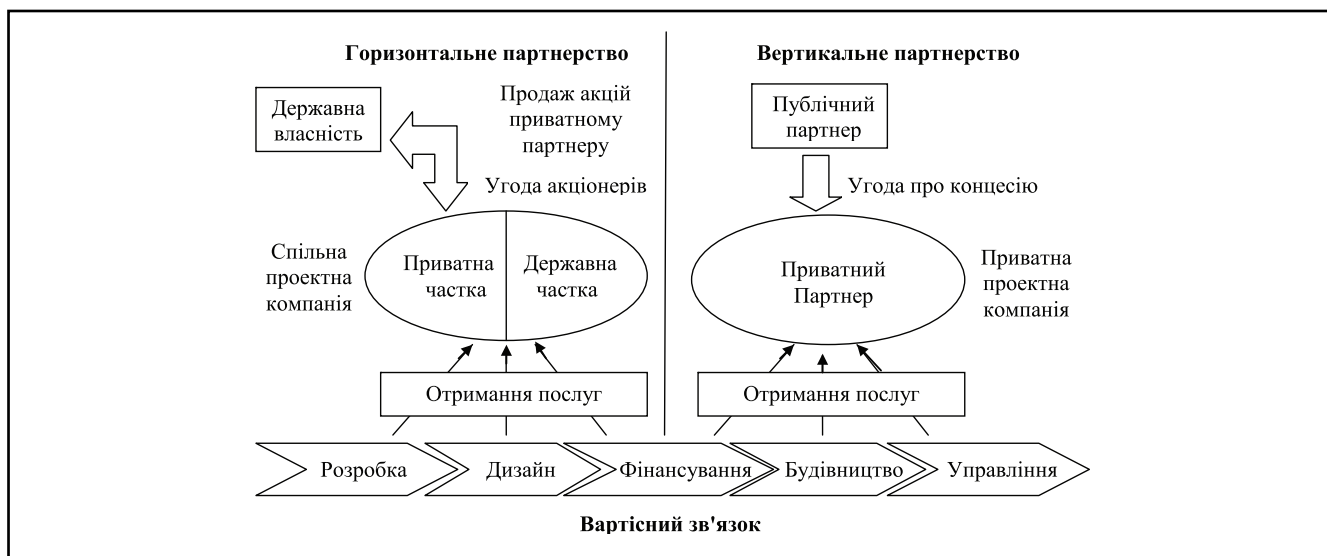 Горизонтальне партнерство
Державна
власність
Продаж акцій
приватному
партнеру
Угода акціонерів
Спільна
проектна
компанія
Приватна
частка
Державна
частка
Отримання послуг
Вертикальне партнерство
Публічний
партнер
Угода про концесію
Приватний
Партнер
Приватна
проектна
компанія
Отримання послуг
Розробка
Дизайн
Фінансування
Будівництво
Управління
Вартісний зв'язок